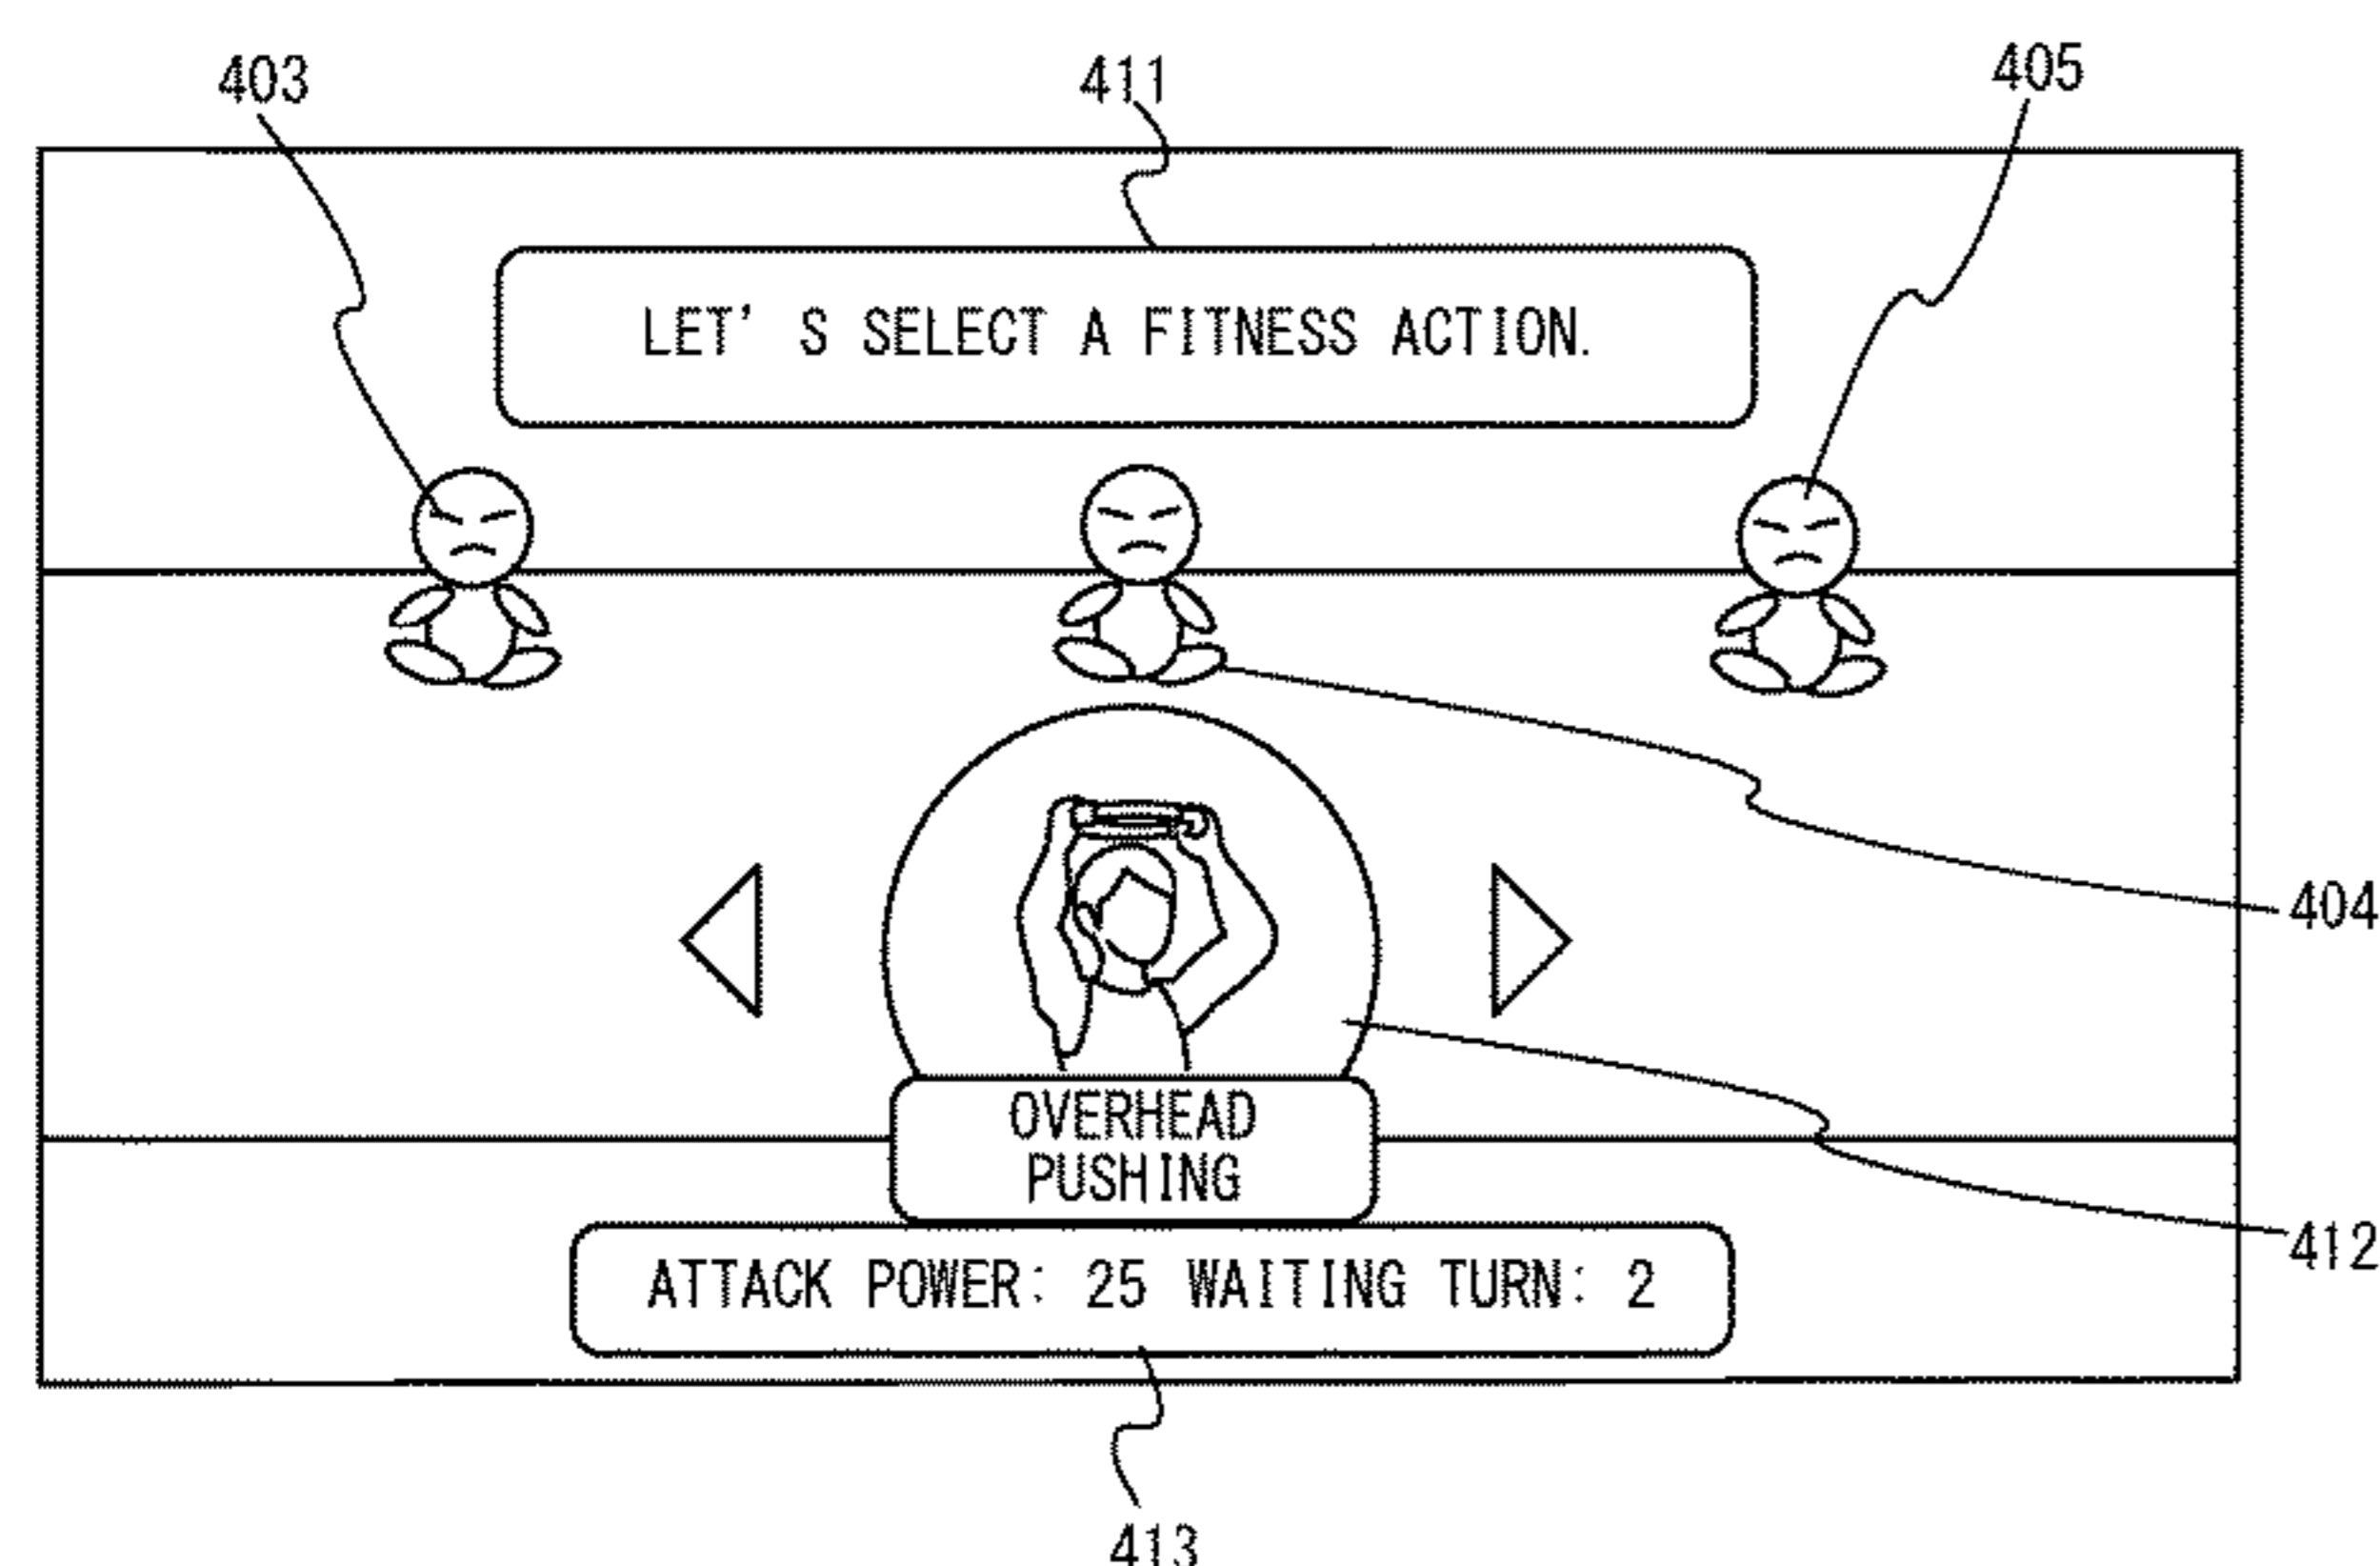 403
411
405
LET' S SELECT A FITNESS ACTION.
404
OVERHEAD
PUSHING
412
ATTACK POWER: 25 WAITING TURN: 2
413